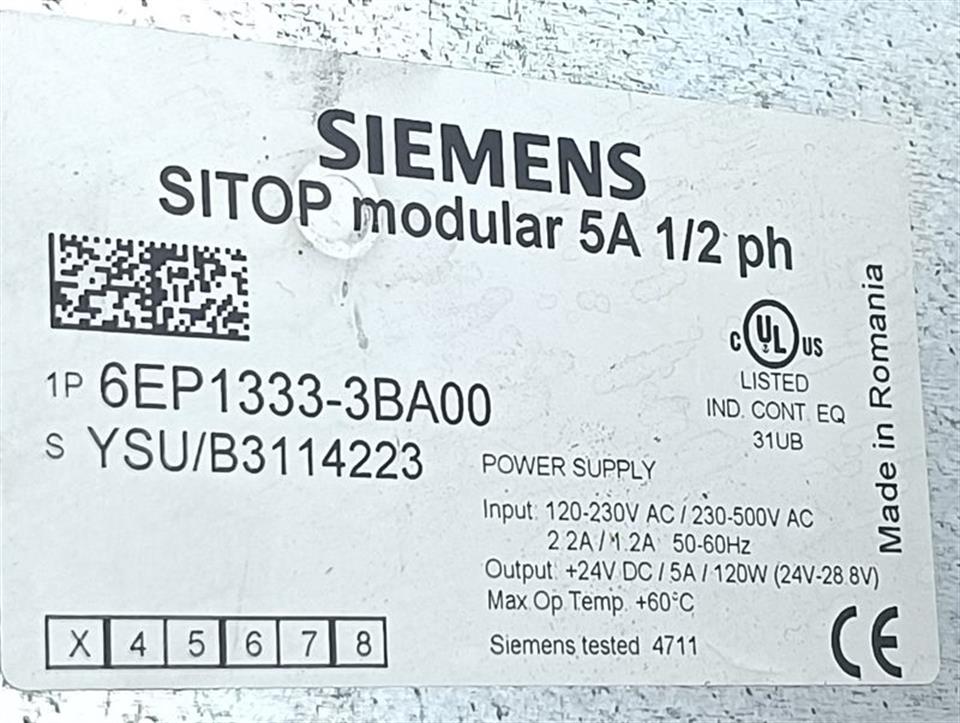 SIEMENS
SITOP modular 5A 1/2 ph
1P 6EP1333-3BA00
S YSU/B3114223
C UL US
LISTED
IND. CONT. EQ
31UB
Made in Romania
POWER SUPPLY
Input: 120-230V AC / 230-500V AC
2.2A / 1.2A 50-60Hz
Output: +24V DC / 5A / 120W (24V-28.8V)
Max.Op.Temp. +60°C
Siemens tested 4711
X 4 5 6 7 8
CE